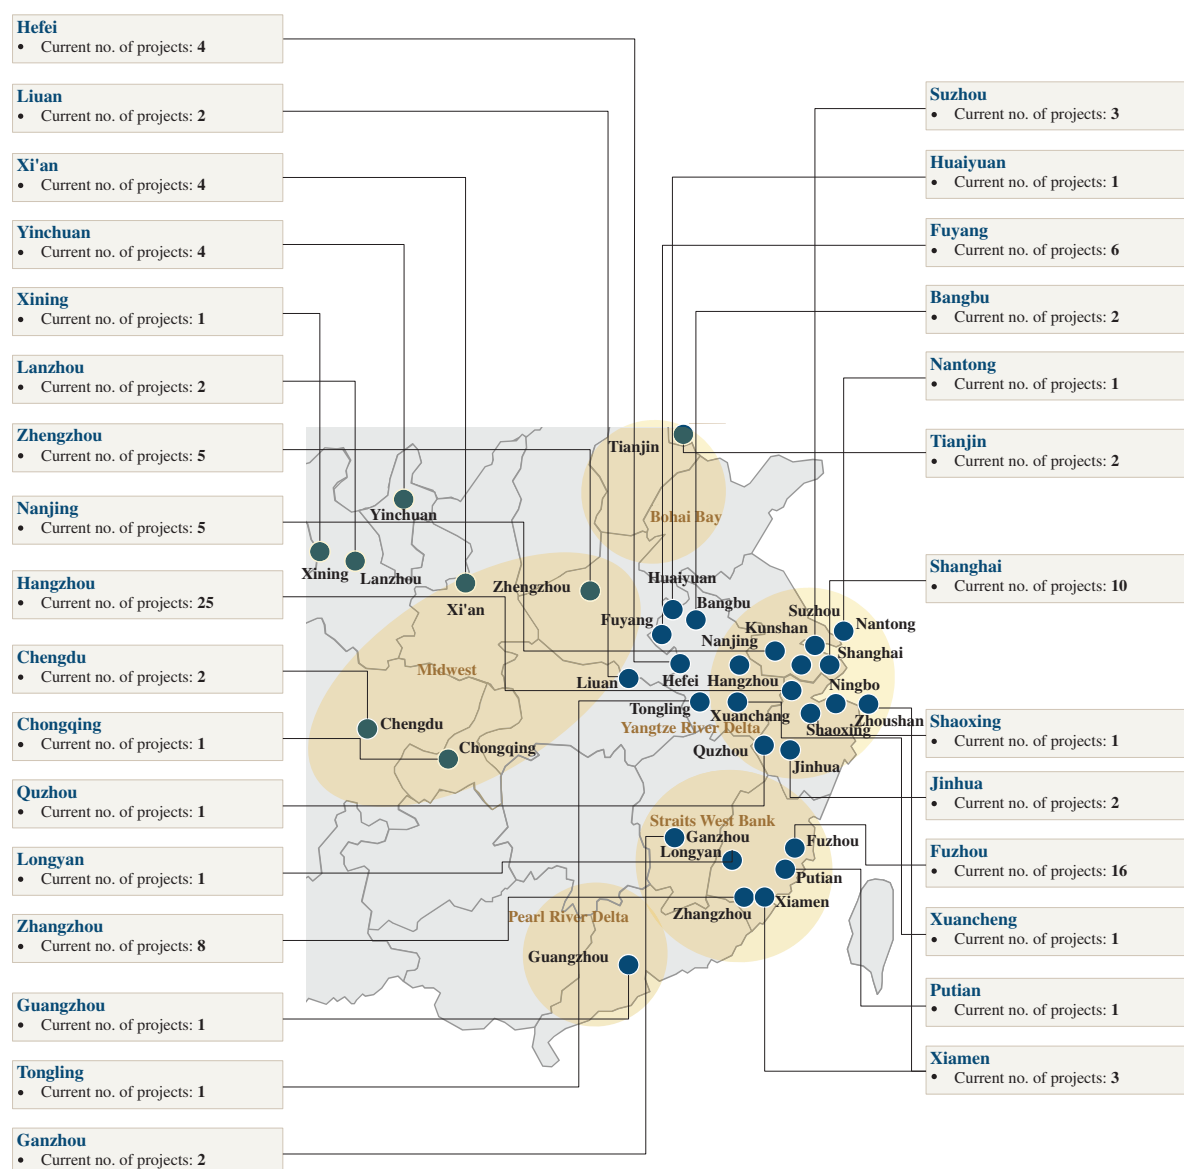 Hefei
• Current no. of projects: 4
Liuan
• Current no. of projects: 2
Xi'an
• Current no. of projects: 4
Yinchuan
• Current no. of projects: 4
Xining
• Current no. of projects: 1
Lanzhou
• Current no. of projects: 2
Zhengzhou
• Current no. of projects: 5
Nanjing
• Current no. of projects: 5
Hangzhou
• Current no. of projects: 25
Chengdu
• Current no. of projects: 2
Chongqing
• Current no. of projects: 1
Quzhou
• Current no. of projects: 1
Longyan
• Current no. of projects: 1
Zhangzhou
• Current no. of projects: 8
Guangzhou
• Current no. of projects: 1
Tongling
• Current no. of projects: 1
Ganzhou
• Current no. of projects: 2
Tianjin
Bohai Bay
Yinchuan
Xining
Lanzhou
Xi'an
Zhengzhou
Huaiyuan
Bangbu
Fuyang
Suzhou
Kunshan
Nantong
Nanjing
Shanghai
Midwest
Liuan
Hefei
Hangzhou
Ningbo
Tongling
Xuanchang
Zhoushan
Yangtze River Delta
Shaoxing
Chengdu
Chongqing
Quzhou
Jinhua
Straits West Bank
Ganzhou
Longyan
Fuzhou
Putian
Zhangzhou
Xiamen
Pearl River Delta
Guangzhou
Suzhou
• Current no. of projects: 3
Huaiyuan
• Current no. of projects: 1
Fuyang
• Current no. of projects: 6
Bangbu
• Current no. of projects: 2
Nantong
• Current no. of projects: 1
Tianjin
• Current no. of projects: 2
Shanghai
• Current no. of projects: 10
Shaoxing
• Current no. of projects: 1
Jinhua
• Current no. of projects: 2
Fuzhou
• Current no. of projects: 16
Xuancheng
• Current no. of projects: 1
Putian
• Current no. of projects: 1
Xiamen
• Current no. of projects: 3